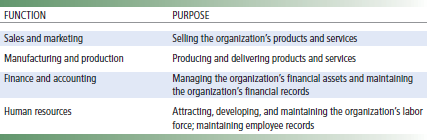 FUNCTION PURPOSE
Sales and marketing Selling the organization's products and services
Manufacturing and production Producing and delivering products and services
Finance and accounting Managing the organization's financial assets and maintaining
the organization's financial records
Human resources Attracting, developing, and maintaining the organization's labor
force; maintaining employee records